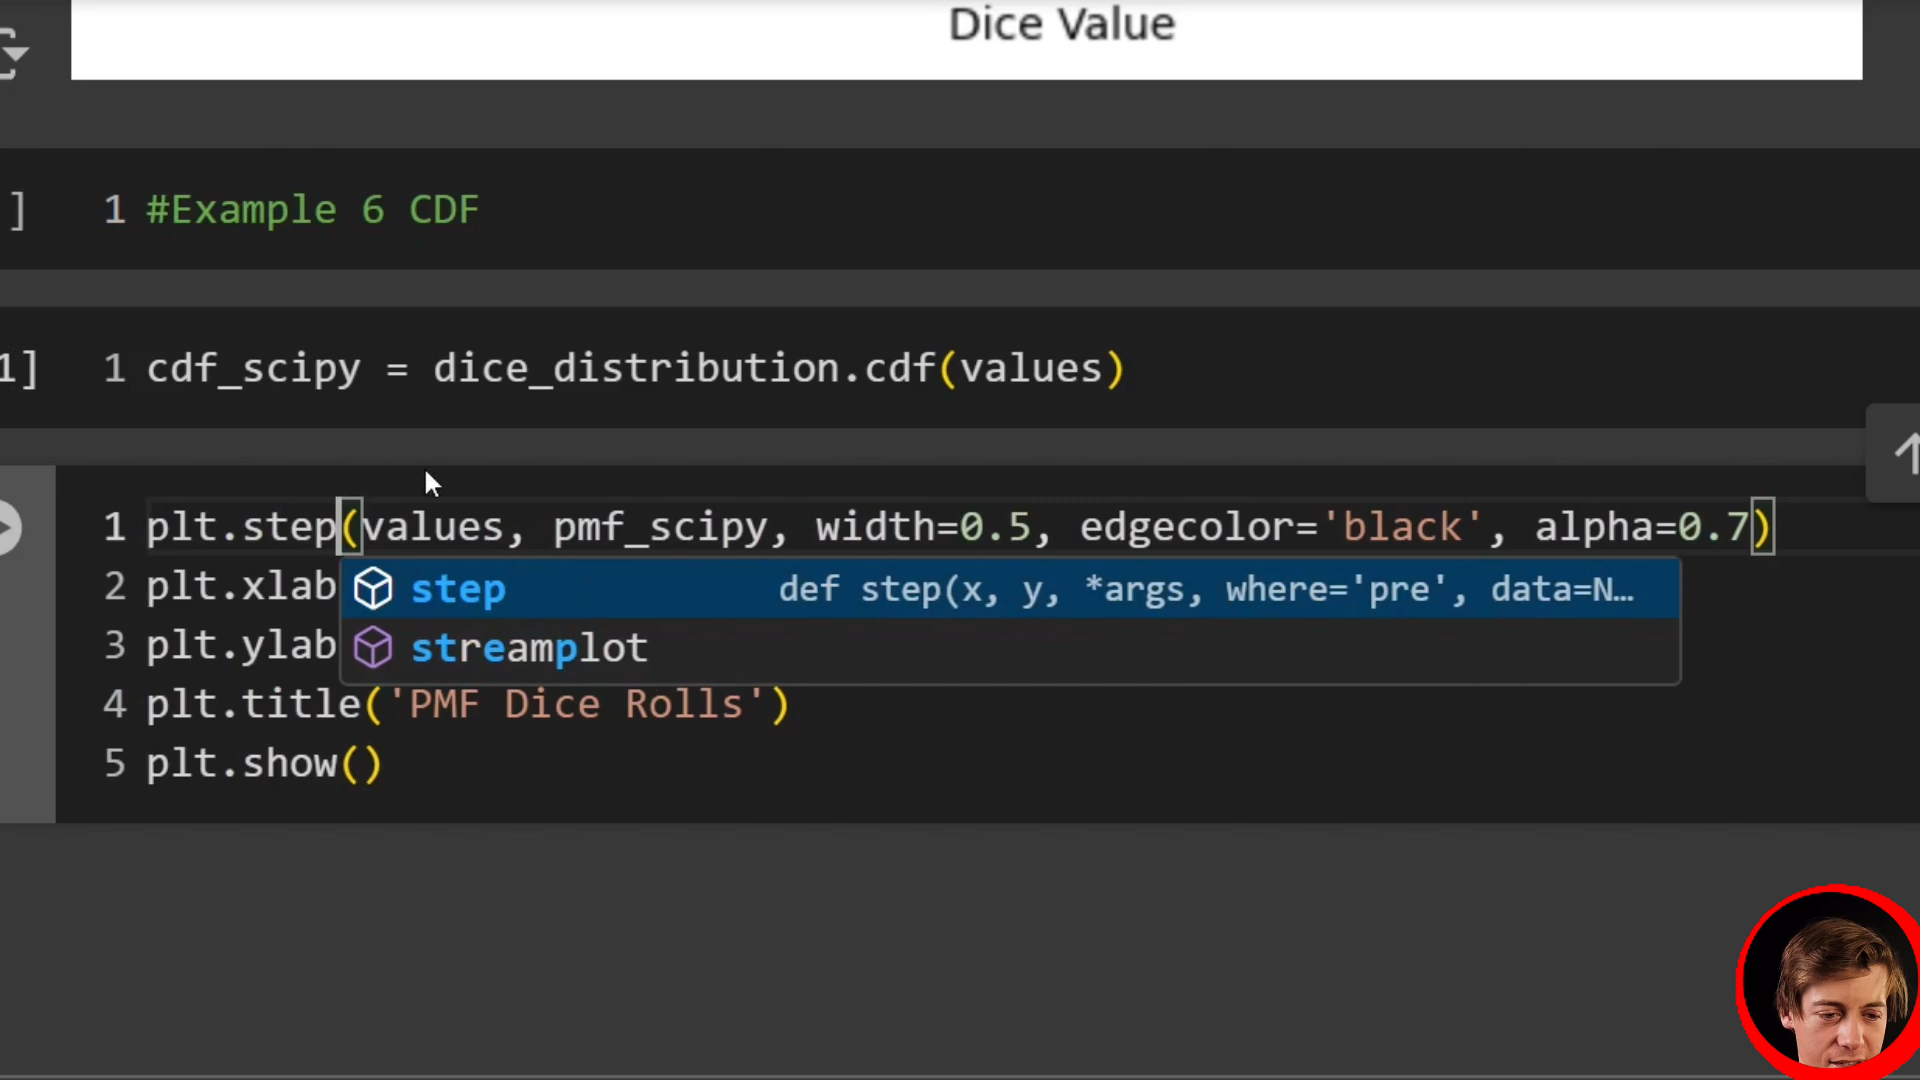 Dice Value
] 1 #Example 6 CDF
1] 1 cdf_scipy = dice_distribution.cdf(values)
1 plt.step(values, pmf_scipy, width=0.5, edgecolor='black', alpha=0.7)
2 plt.xlab
step def step(x, y, *args, where='pre', data=N…
3 plt.ylab
streamplot
4 plt.title('PMF Dice Rolls')
5 plt.show()